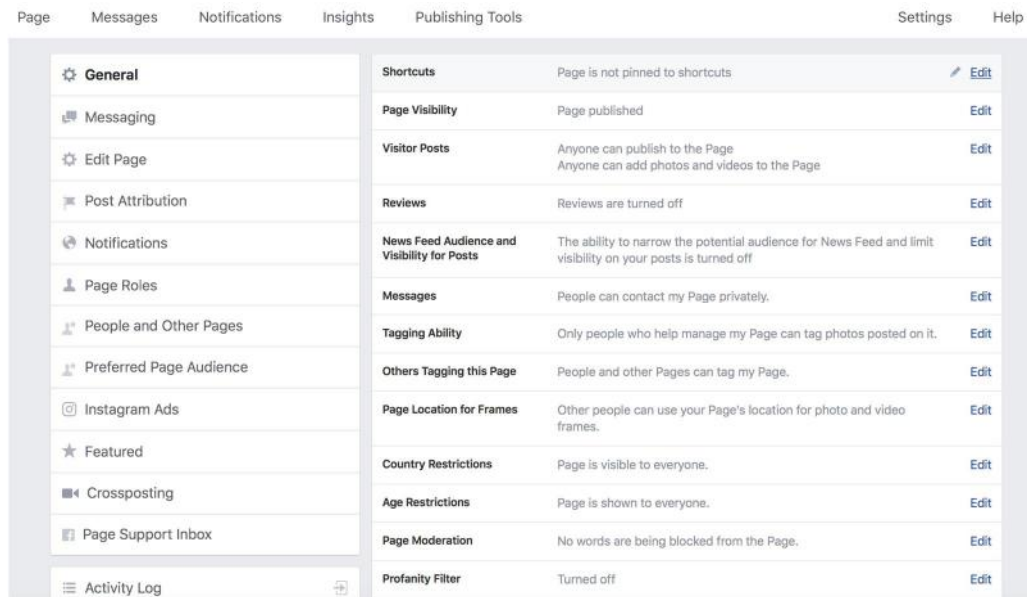 Page Messages Notifications Insights Publishing Tools Settings Help
General
Messaging
Edit Page
Post Attribution
Notifications
Page Roles
People and Other Pages
Preferred Page Audience
Instagram Ads
Featured
Crossposting
Page Support Inbox
Activity Log
Shortcuts Page is not pinned to shortcuts Edit
Page Visibility Page published Edit
Visitor Posts Anyone can publish to the Page Edit
Anyone can add photos and videos to the Page
Reviews Reviews are turned off Edit
News Feed Audience and The ability to narrow the potential audience for News Feed and limit Edit
Visibility for Posts visibility on your posts is turned off
Messages People can contact my Page privately. Edit
Tagging Ability Only people who help manage my Page can tag photos posted on it. Edit
Others Tagging this Page People and other Pages can tag my Page. Edit
Page Location for Frames Other people can use your Page's location for photo and video Edit
frames.
Country Restrictions Page is visible to everyone. Edit
Age Restrictions Page is shown to everyone. Edit
Page Moderation No words are being blocked from the Page. Edit
Profanity Filter Turned off Edit